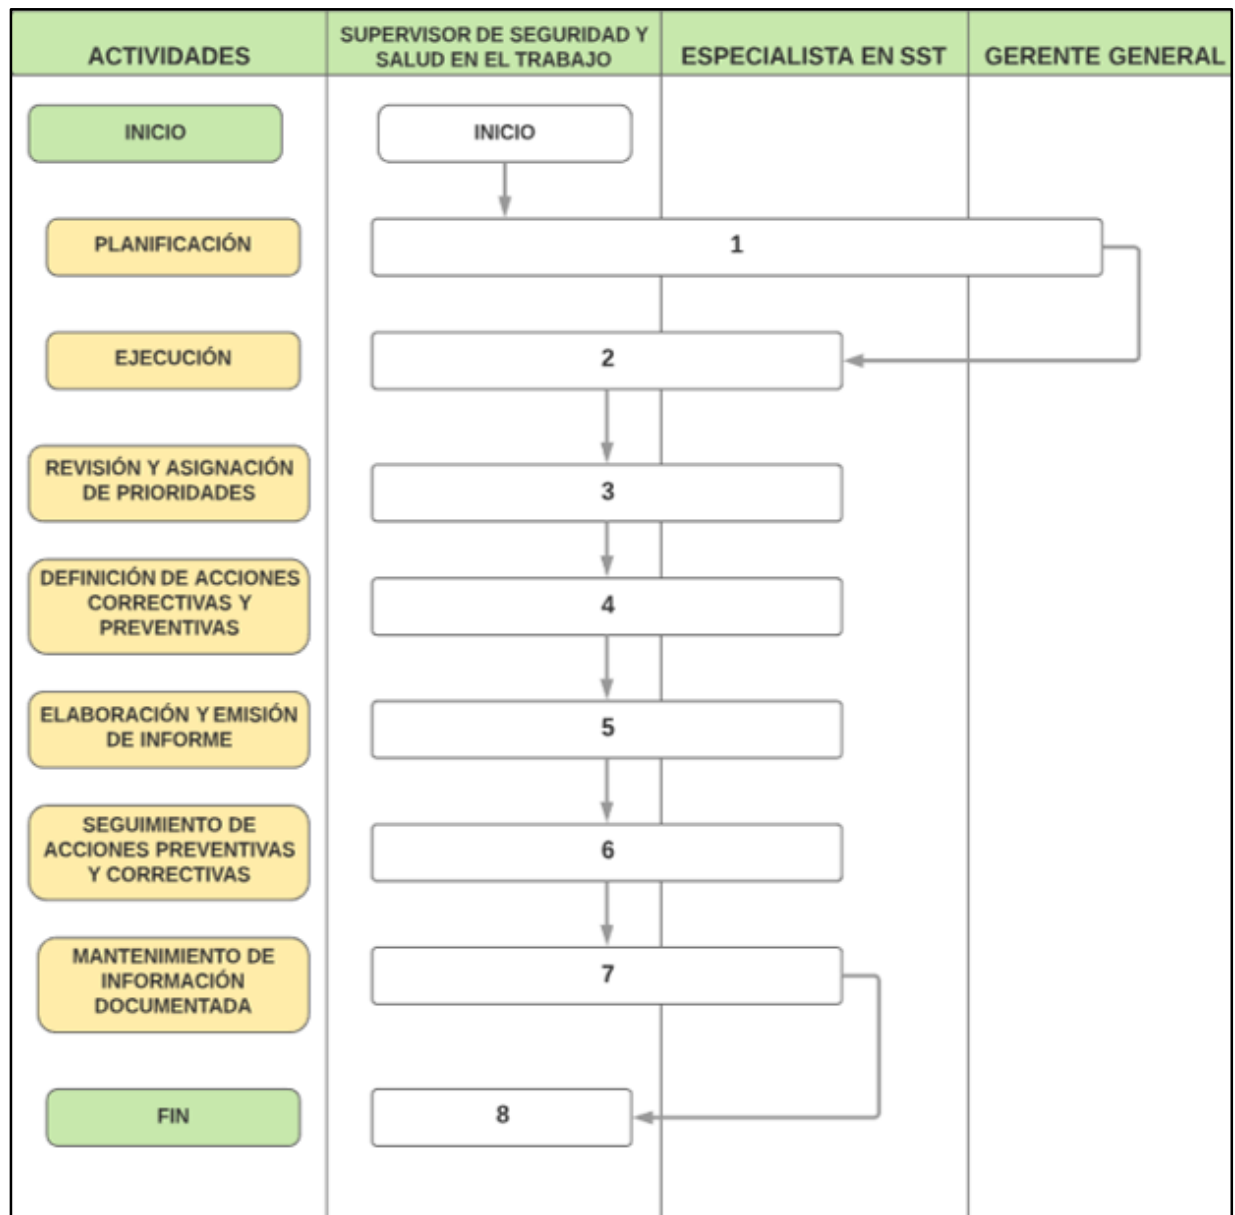 ACTIVIDADES
SUPERVISOR DE SEGURIDAD Y
SALUD EN EL TRABAJO
ESPECIALISTA EN SST
GERENTE GENERAL
INICIO
INICIO
PLANIFICACIÓN
1
EJECUCIÓN
2
REVISIÓN Y ASIGNACIÓN
DE PRIORIDADES
3
DEFINICIÓN DE ACCIONES
CORRECTIVAS Y
PREVENTIVAS
4
ELABORACIÓN Y EMISIÓN
DE INFORME
5
SEGUIMIENTO DE
ACCIONES PREVENTIVAS
Y CORRECTIVAS
6
MANTENIMIENTO DE
INFORMACIÓN
DOCUMENTADA
7
FIN
8